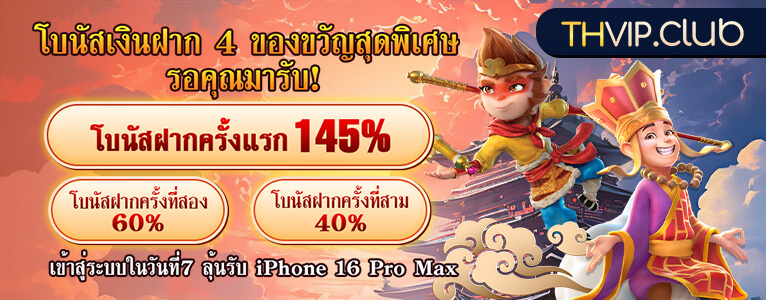 THVIP.club
โบนัสเงินฝาก 4 ของขวัญสุดพิเศษ
รอคุณมารับ!
โบนัสฝากครั้งแรก 145%
โบนัสฝากครั้งที่สอง
60%
โบนัสฝากครั้งที่สาม
40%
เข้าสู่ระบบในวันที่7 ลุ้นรับ iPhone 16 Pro Max